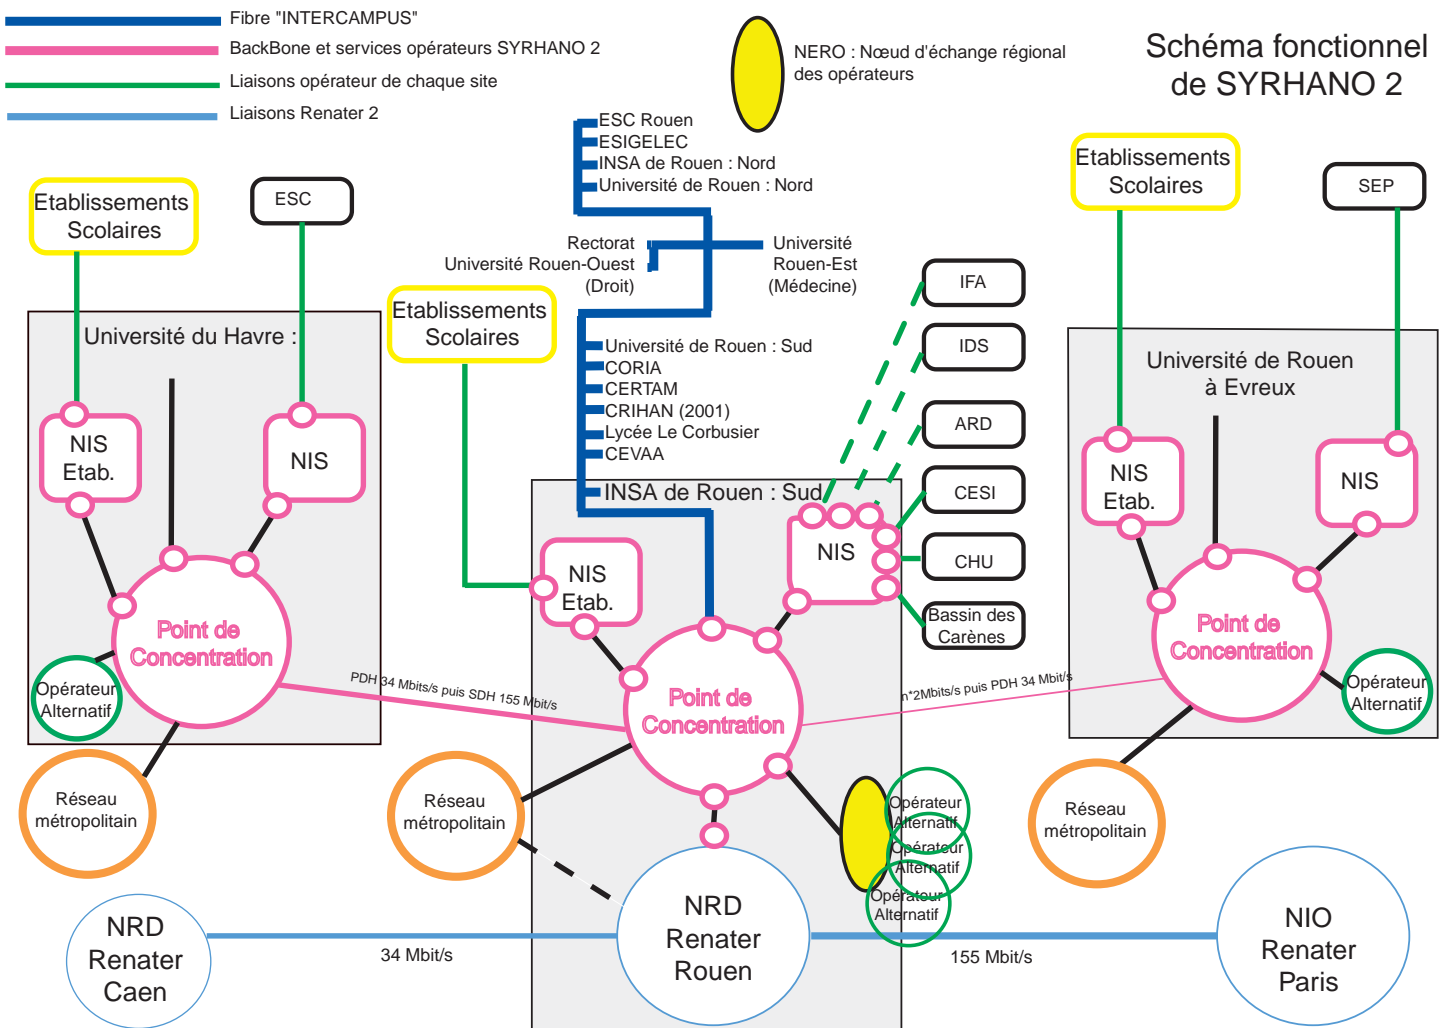 Fibre "INTERCAMPUS"
BackBone et services opérateurs SYRHANO 2
Liaisons opérateur de chaque site
Liaisons Renater 2
NERO : Nœud d'échange régional
des opérateurs
Schéma fonctionnel
de SYRHANO 2
ESC Rouen
ESIGELEC
INSA de Rouen : Nord
Université de Rouen : Nord
Rectorat
Université Rouen-Ouest
(Droit)
Université
Rouen-Est
(Médecine)
Etablissements
Scolaires
ESC
Etablissements
Scolaires
Etablissements
Scolaires
SEP
Université du Havre :
NIS
Etab.
NIS
Point de
Concentration
Opérateur
Alternatif
Réseau
métropolitain
PDH 34 Mbits/s puis SDH 155 Mbit/s
Université de Rouen : Sud
CORIA
CERTAM
CRIHAN (2001)
Lycée Le Corbusier
CEVAA
INSA de Rouen : Sud
NIS
Etab.
NIS
IFA
IDS
ARD
CESI
CHU
Bassin des
Carènes
Point de
Concentration
n*2Mbits/s puis PDH 34 Mbit/s
Réseau
métropolitain
Opérateur
Alternatif
Opérateur
Alternatif
Opérateur
Alternatif
Université de Rouen
à Evreux
NIS
Etab.
NIS
Point de
Concentration
Opérateur
Alternatif
Réseau
métropolitain
NRD
Renater
Caen
34 Mbit/s
NRD
Renater
Rouen
155 Mbit/s
NIO
Renater
Paris